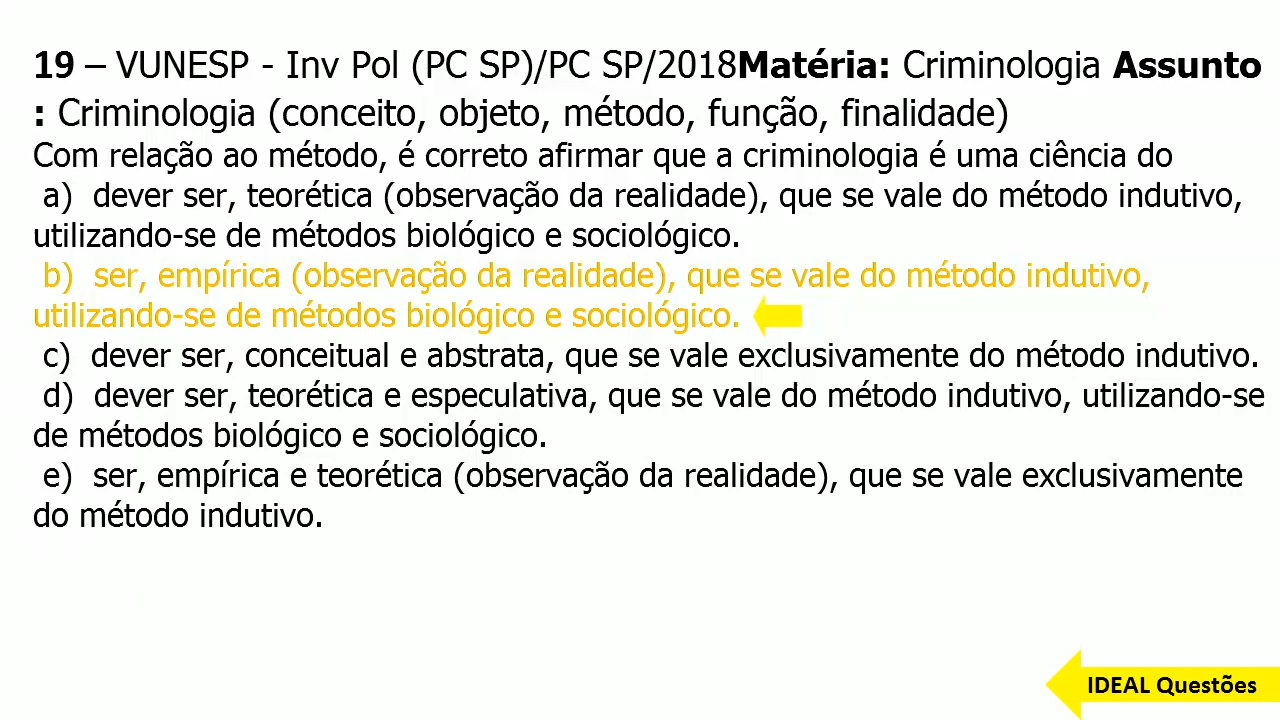 19 – VUNESP - Inv Pol (PC SP)/PC SP/2018Matéria: Criminologia Assunto
: Criminologia (conceito, objeto, método, função, finalidade)
Com relação ao método, é correto afirmar que a criminologia é uma ciência do
a) dever ser, teorética (observação da realidade), que se vale do método indutivo,
utilizando-se de métodos biológico e sociológico.
b) ser, empírica (observação da realidade), que se vale do método indutivo,
utilizando-se de métodos biológico e sociológico.
c) dever ser, conceitual e abstrata, que se vale exclusivamente do método indutivo.
d) dever ser, teorética e especulativa, que se vale do método indutivo, utilizando-se
de métodos biológico e sociológico.
e) ser, empírica e teorética (observação da realidade), que se vale exclusivamente
do método indutivo.
IDEAL Questões